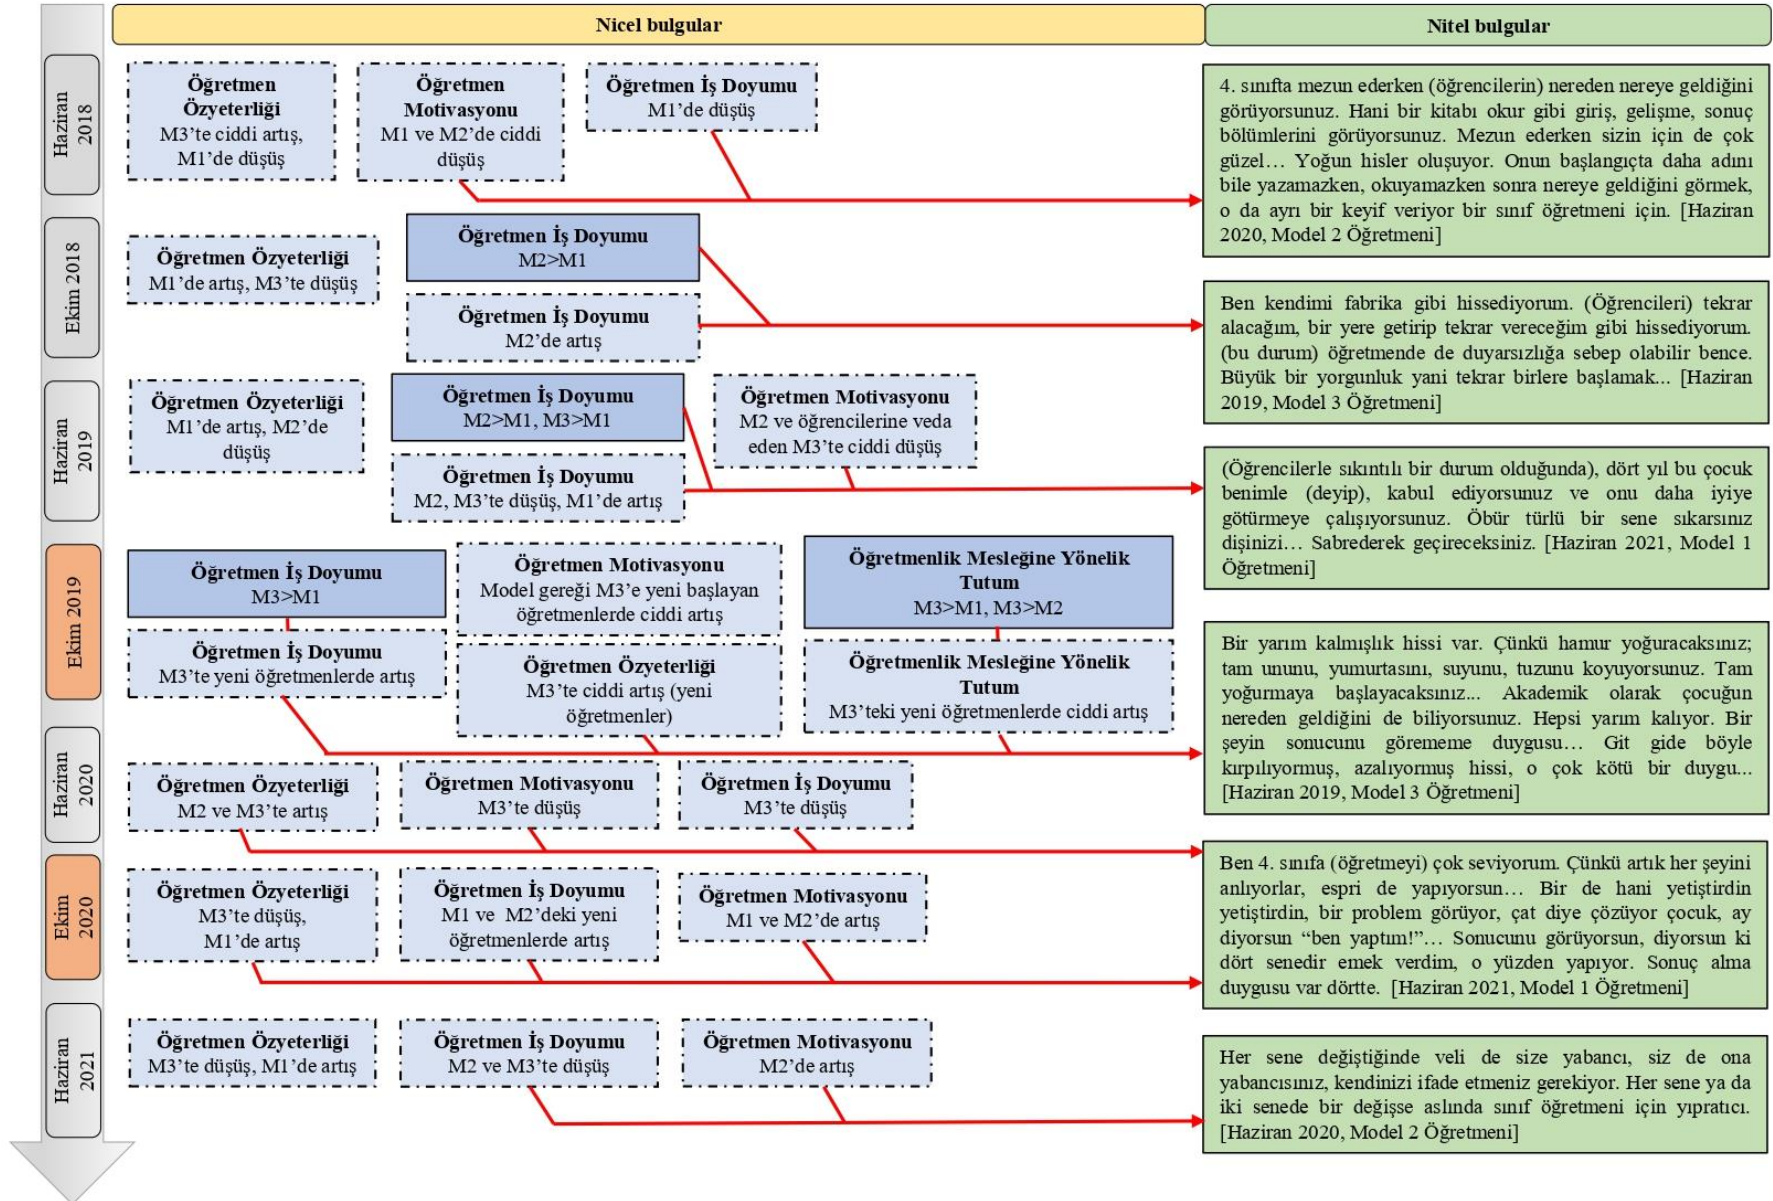 Nicel bulgular
Nitel bulgular
Haziran
2018
Öğretmen
Özyeterliği
M3’te ciddi artış,
M1’de düşüş
Öğretmen
Motivasyonu
M1 ve M2’de ciddi
düşüş
Öğretmen İş Doyumu
M1’de düşüş
4. sınıfta mezun ederken (öğrencilerin) nereden nereye geldiğini
görüyorsunuz. Hani bir kitabı okur gibi giriş, gelişme, sonuç
bölümlerini görüyorsunuz. Mezun ederken sizin için de çok
güzel… Yoğun hisler oluşuyor. Onun başlangıçta daha adını
bile yazamazken, okuyamazken sonra nereye geldiğini görmek,
o da ayrı bir keyif veriyor bir sınıf öğretmeni için. [Haziran
2020, Model 2 Öğretmeni]
Ekim 2018
Öğretmen Özyeterliği
M1’de artış, M3’te düşüş
Öğretmen İş Doyumu
M2>M1
Öğretmen İş Doyumu
M2’de artış
Ben kendimi fabrika gibi hissediyorum. (Öğrencileri) tekrar
alacağım, bir yere getirip tekrar vereceğim gibi hissediyorum.
(bu durum) öğretmende de duyarsızlığa sebep olabilir bence.
Büyük bir yorgunluk yani tekrar birlere başlamak... [Haziran
2019, Model 3 Öğretmeni]
Haziran
2019
Öğretmen Özyeterliği
M1’de artış, M2’de
düşüş
Öğretmen İş Doyumu
M2>M1, M3>M1
Öğretmen İş Doyumu
M2, M3’te düşüş, M1’de artış
Öğretmen Motivasyonu
M2 ve öğrencilerine veda
eden M3’te ciddi düşüş
(Öğrencilerle sıkıntılı bir durum olduğunda), dört yıl bu çocuk
benimle (deyip), kabul ediyorsunuz ve onu daha iyiye
götürmeye çalışıyorsunuz. Öbür türlü bir sene sıkarsınız
dişinizi… Sabrederek geçireceksiniz. [Haziran 2021, Model 1
Öğretmeni]
Ekim 2019
Öğretmen İş Doyumu
M3>M1
Öğretmen İş Doyumu
M3’te yeni öğretmenlerde artış
Öğretmen Motivasyonu
Model gereği M3’e yeni başlayan
öğretmenlerde ciddi artış
Öğretmen Özyeterliği
M3’te ciddi artış (yeni
öğretmenler)
Öğretmenlik Mesleğine Yönelik
Tutum
M3>M1, M3>M2
Öğretmenlik Mesleğine Yönelik
Tutum
M3’teki yeni öğretmenlerde ciddi artış
Bir yarım kalmışlık hissi var. Çünkü hamur yoğuracaksınız;
tam ununu, yumurtasını, suyunu, tuzunu koyuyorsunuz. Tam
yoğurmaya başlayacaksınız... Akademik olarak çocuğun
nereden geldiğini de biliyorsunuz. Hepsi yarım kalıyor. Bir
şeyin sonucunu görememe duygusu… Git gide böyle
kırpılıyormuş, azalıyormuş hissi, o çok kötü bir duygu...
[Haziran 2019, Model 3 Öğretmeni]
Haziran
2020
Öğretmen Özyeterliği
M2 ve M3’te artış
Öğretmen Motivasyonu
M3’te düşüş
Öğretmen İş Doyumu
M3’te düşüş
Ekim
2020
Öğretmen Özyeterliği
M3’te düşüş,
M1’de artış
Öğretmen İş Doyumu
M1 ve M2’deki yeni
öğretmenlerde artış
Öğretmen Motivasyonu
M1 ve M2’de artış
Ben 4. sınıfa (öğretmeyi) çok seviyorum. Çünkü artık her şeyini
anlıyorlar, espri de yapıyorsun… Bir de hani yetiştirdin
yetiştirdin, bir problem görüyor, çat diye çözüyor çocuk, ay
diyorsun “ben yaptım!”… Sonucunu görüyorsun, diyorsun ki
dört senedir emek verdim, o yüzden yapıyor. Sonuç alma
duygusu var dörtte. [Haziran 2021, Model 1 Öğretmeni]
Haziran
2021
Öğretmen Özyeterliği
M3’te düşüş, M1’de artış
Öğretmen İş Doyumu
M2 ve M3’te düşüş
Öğretmen Motivasyonu
M2’de artış
Her sene değiştiğinde veli de size yabancı, siz de ona
yabancısınız, kendinizi ifade etmeniz gerekiyor. Her sene ya da
iki senede bir değişse aslında sınıf öğretmeni için yıpratıcı.
[Haziran 2020, Model 2 Öğretmeni]